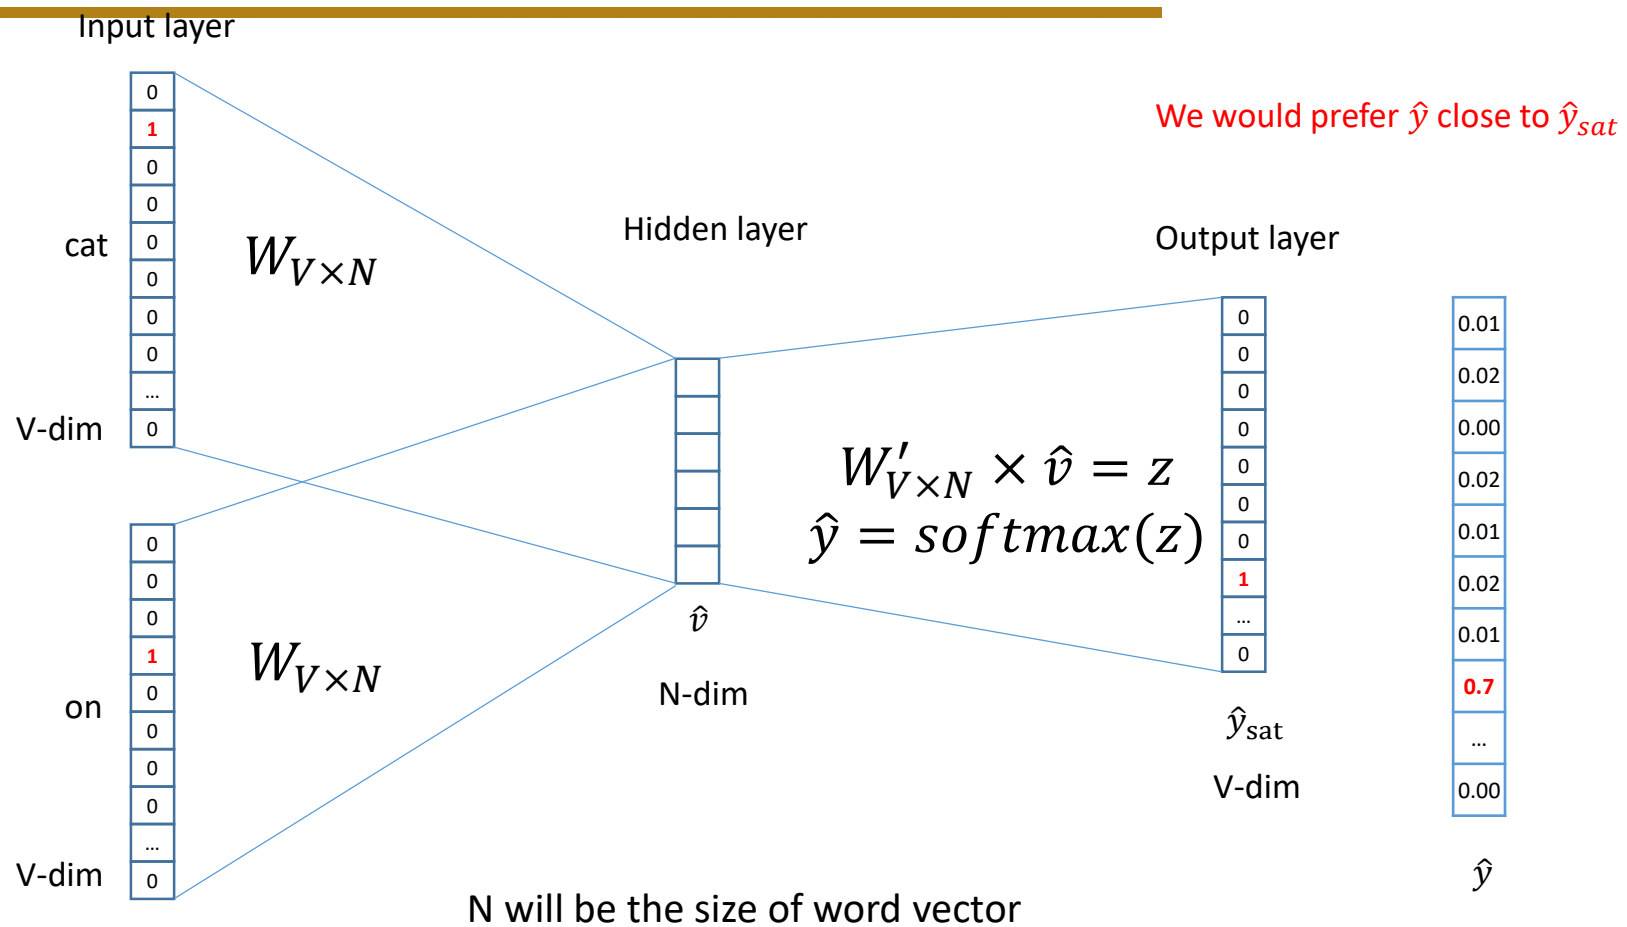 Input layer
We would prefer ŷ close to ŷ_sat
0
1
0
0
0
0
0
0
...
0
cat
V-dim
W_{V×N}
Hidden layer
Output layer
0
0
0
0
0
0
0
1
...
0
0.01
0.02
0.00
0.02
0.01
0.02
0.01
0.7
...
0.00
W′_{V×N} × v̂ = z
ŷ = softmax(z)
0
0
0
1
0
0
0
0
...
0
on
V-dim
W_{V×N}
v̂
N-dim
ŷ_sat
V-dim
ŷ
N will be the size of word vector